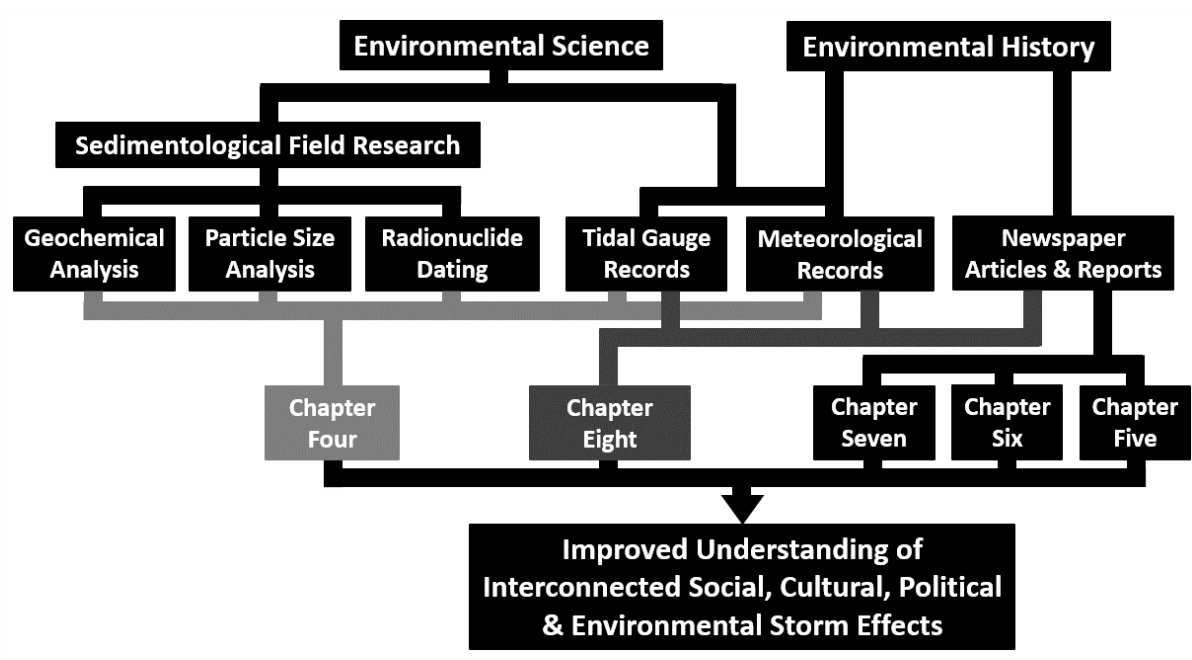 Environmental Science
Environmental History
Sedimentological Field Research
Geochemical
Analysis
Particle Size
Analysis
Radionuclide
Dating
Tidal Gauge
Records
Meteorological
Records
Newspaper
Articles & Reports
Chapter
Four
Chapter
Eight
Chapter
Seven
Chapter
Six
Chapter
Five
Improved Understanding of
Interconnected Social, Cultural, Political
& Environmental Storm Effects